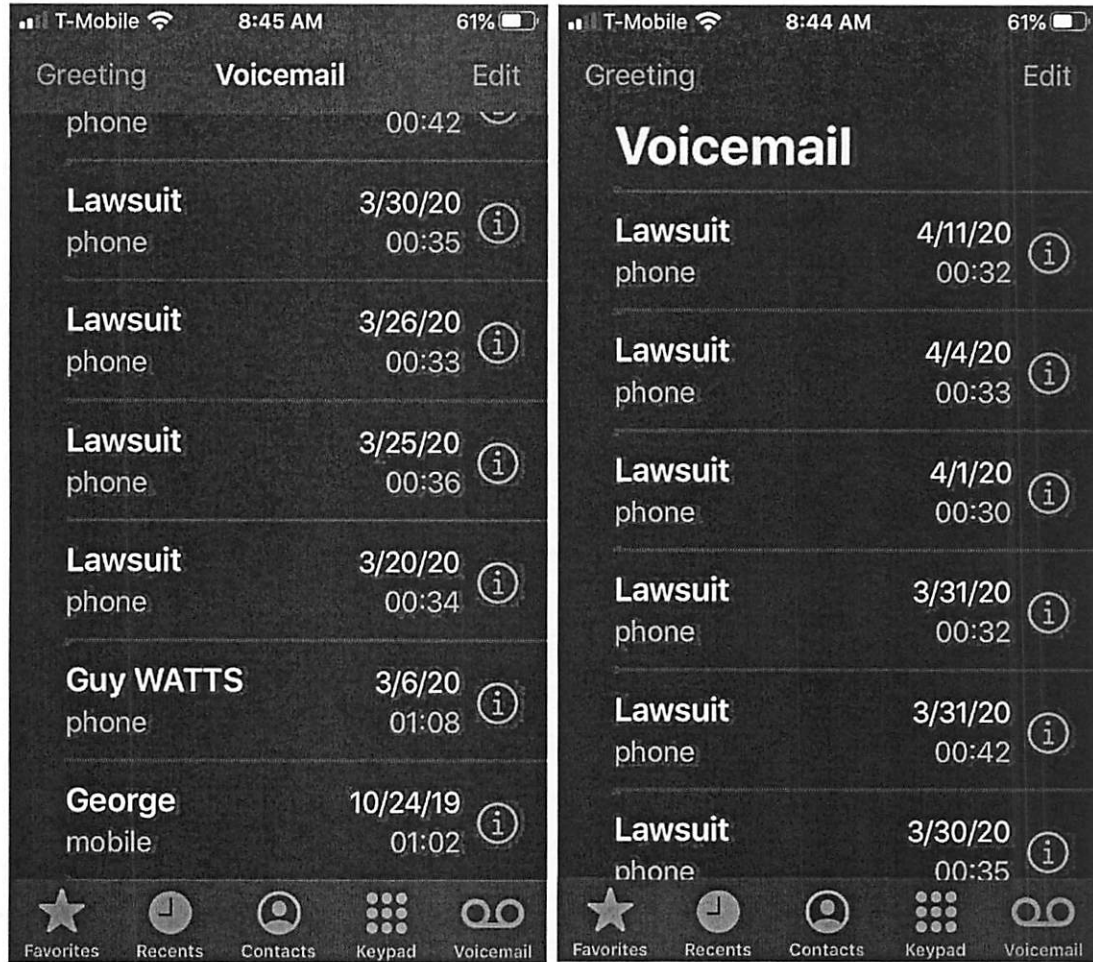 T-Mobile 8:45 AM 61%
Greeting Voicemail Edit
phone 00:42
Lawsuit 3/30/20
phone 00:35
Lawsuit 3/26/20
phone 00:33
Lawsuit 3/25/20
phone 00:36
Lawsuit 3/20/20
phone 00:34
Guy WATTS 3/6/20
phone 01:08
George 10/24/19
mobile 01:02
Favorites Recents Contacts Keypad Voicemail
T-Mobile 8:44 AM 61%
Greeting Edit
Voicemail
Lawsuit 4/11/20
phone 00:32
Lawsuit 4/4/20
phone 00:33
Lawsuit 4/1/20
phone 00:30
Lawsuit 3/31/20
phone 00:32
Lawsuit 3/31/20
phone 00:42
Lawsuit 3/30/20
phone 00:35
Favorites Recents Contacts Keypad Voicemail